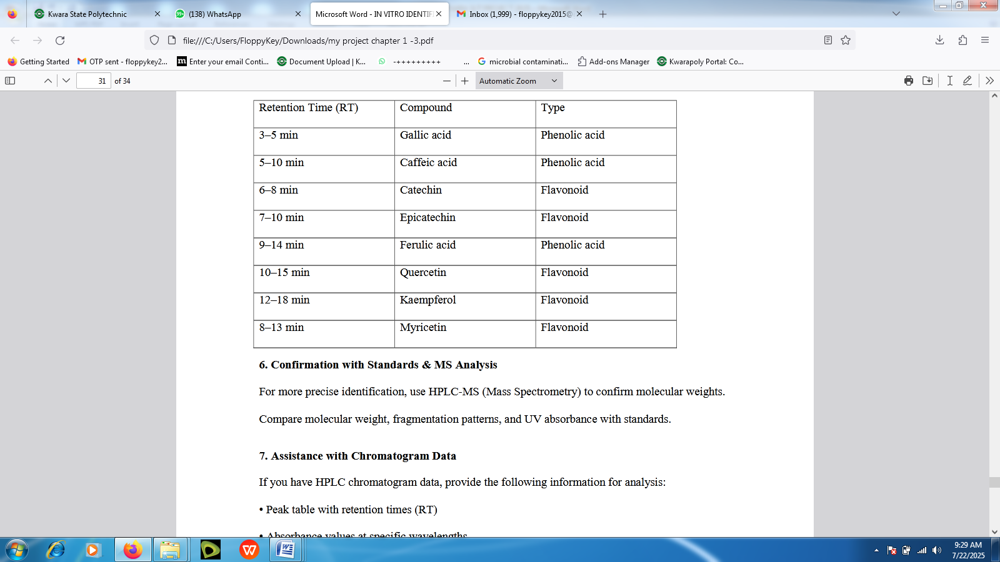 Kwara State Polytechnic
99+ (138) WhatsApp
Microsoft Word - IN VITRO IDENTIF
Inbox (1,999) - floppykey2015@
file:///C:/Users/FloppyKey/Downloads/my project chapter 1 -3.pdf
Getting Started
OTP sent - floppykey2...
m Enter your email Conti...
Document Upload | K...
-++++++++++ ...
microbial contaminati...
Add-ons Manager
Kwarapoly Portal: Co...
31 of 34
Automatic Zoom
Retention Time (RT) Compound Type
3–5 min Gallic acid Phenolic acid
5–10 min Caffeic acid Phenolic acid
6–8 min Catechin Flavonoid
7–10 min Epicatechin Flavonoid
9–14 min Ferulic acid Phenolic acid
10–15 min Quercetin Flavonoid
12–18 min Kaempferol Flavonoid
8–13 min Myricetin Flavonoid
6. Confirmation with Standards & MS Analysis
For more precise identification, use HPLC-MS (Mass Spectrometry) to confirm molecular weights.
Compare molecular weight, fragmentation patterns, and UV absorbance with standards.
7. Assistance with Chromatogram Data
If you have HPLC chromatogram data, provide the following information for analysis:
• Peak table with retention times (RT)
• Absorbance values at specific wavelengths
9:29 AM
7/22/2025